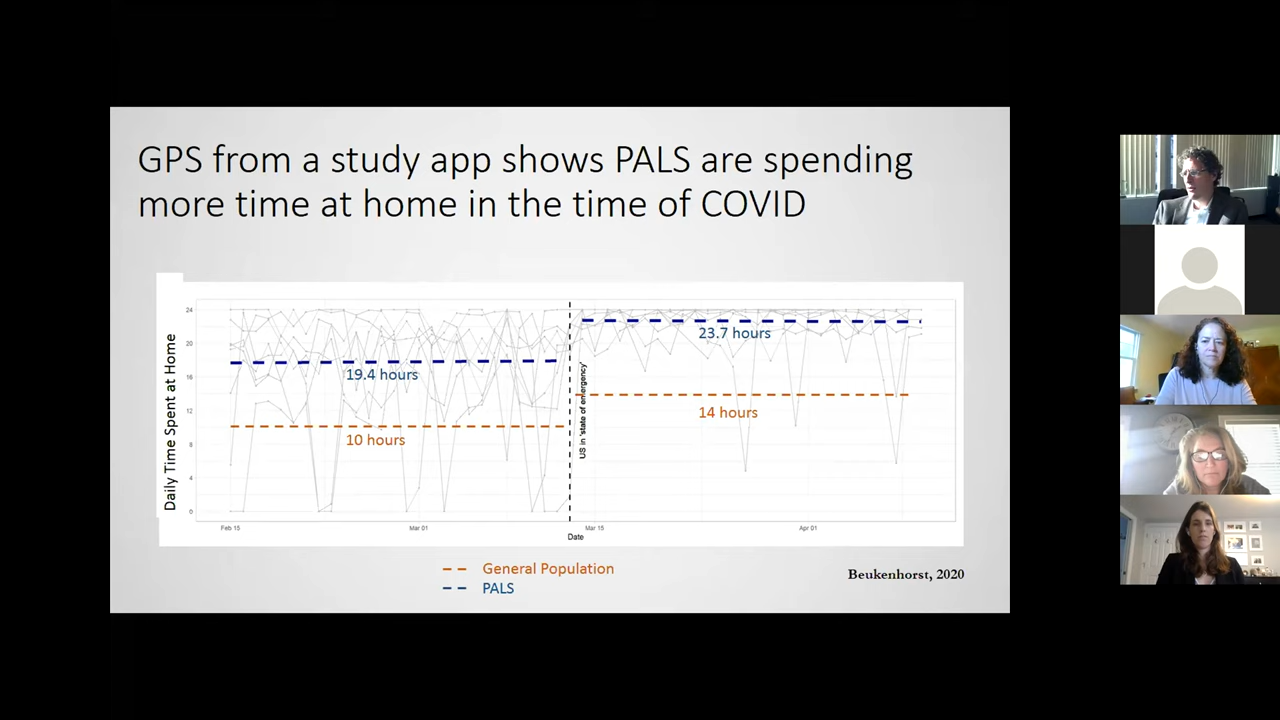 GPS from a study app shows PALS are spending
more time at home in the time of COVID
Daily Time Spent at Home
24
20
16
12
8
4
0
19.4 hours
10 hours
US in 'state of emergency'
23.7 hours
14 hours
Feb 15
Mar 01
Mar 15
Apr 01
Date
General Population
PALS
Beukenhorst, 2020